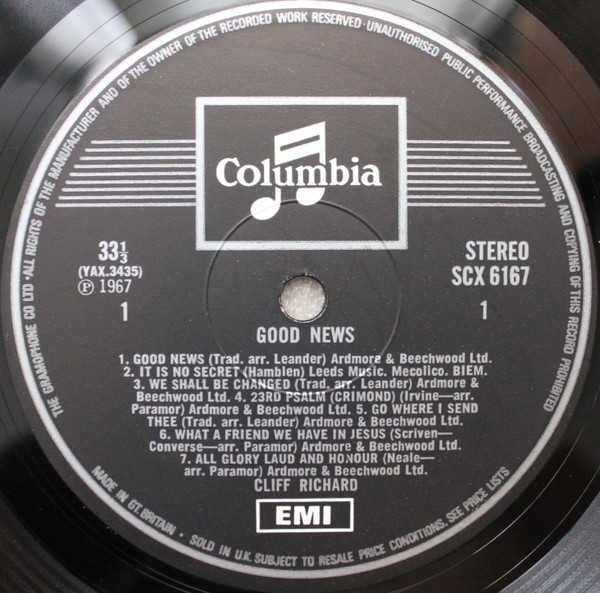 THE GRAMOPHONE CO LTD · ALL RIGHTS OF THE MANUFACTURER AND OF THE OWNER OF THE RECORDED WORK RESERVED · UNAUTHORISED PUBLIC PERFORMANCE BROADCASTING AND COPYING OF THIS RECORD PROHIBITED
Columbia
33⅓
(YAX.3435)
Ⓟ 1967
1
STEREO
SCX 6167
1
GOOD NEWS
1. GOOD NEWS (Trad. arr. Leander) Ardmore & Beechwood Ltd.
2. IT IS NO SECRET (Hamblen) Leeds Music. Mecolico. BIEM.
3. WE SHALL BE CHANGED (Trad. arr. Leander) Ardmore &
Beechwood Ltd. 4. 23RD PSALM (CRIMOND) (Irvine—arr.
Paramor) Ardmore & Beechwood Ltd. 5. GO WHERE I SEND
THEE (Trad. arr. Leander) Ardmore & Beechwood Ltd.
6. WHAT A FRIEND WE HAVE IN JESUS (Scriven—
Converse—arr. Paramor) Ardmore & Beechwood Ltd.
7. ALL GLORY LAUD AND HONOUR (Neale—
arr. Paramor) Ardmore & Beechwood Ltd.
CLIFF RICHARD
EMI
MADE IN GT. BRITAIN • SOLD IN U.K. SUBJECT TO RESALE PRICE CONDITIONS, SEE PRICE LISTS